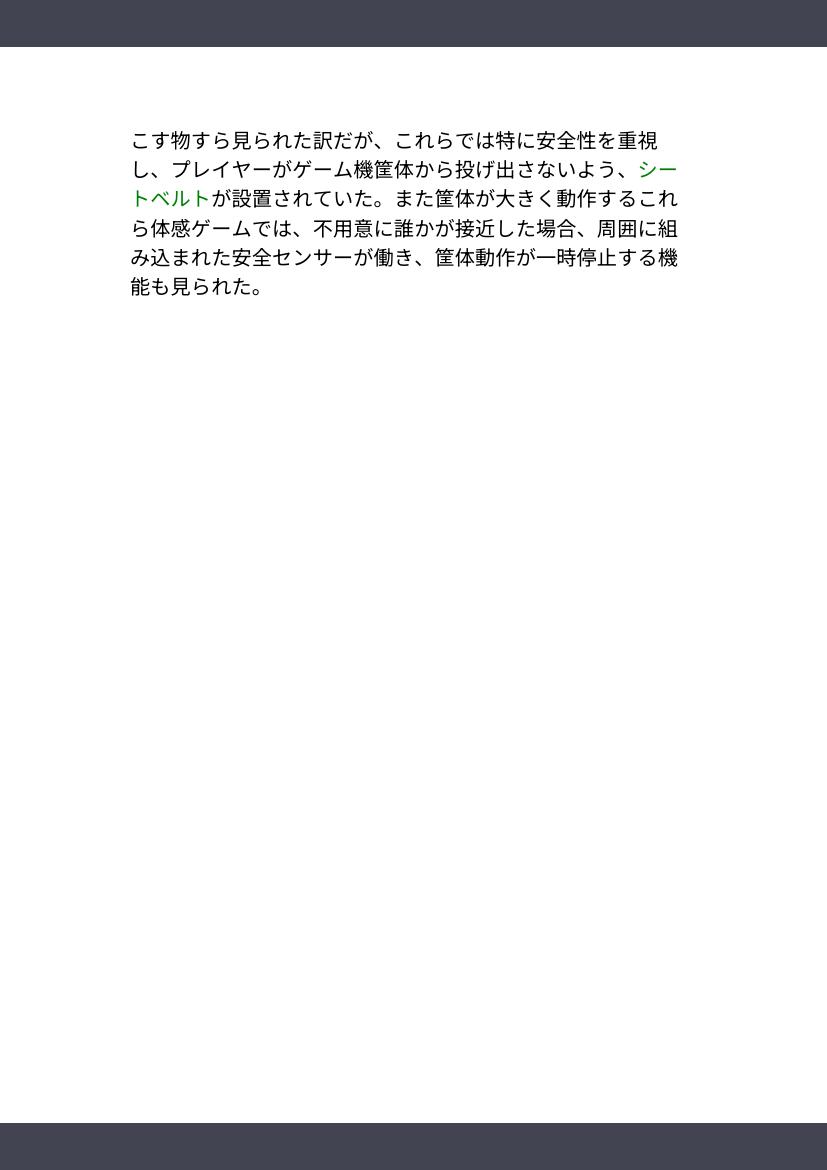 こす物すら見られた訳だが、これらでは特に安全性を重視
し、プレイヤーがゲーム機筐体から投げ出さないよう、シー
トベルトが設置されていた。また筐体が大きく動作するこれ
ら体感ゲームでは、不用意に誰かが接近した場合、周囲に組
み込まれた安全センサーが働き、筐体動作が一時停止する機
能も見られた。